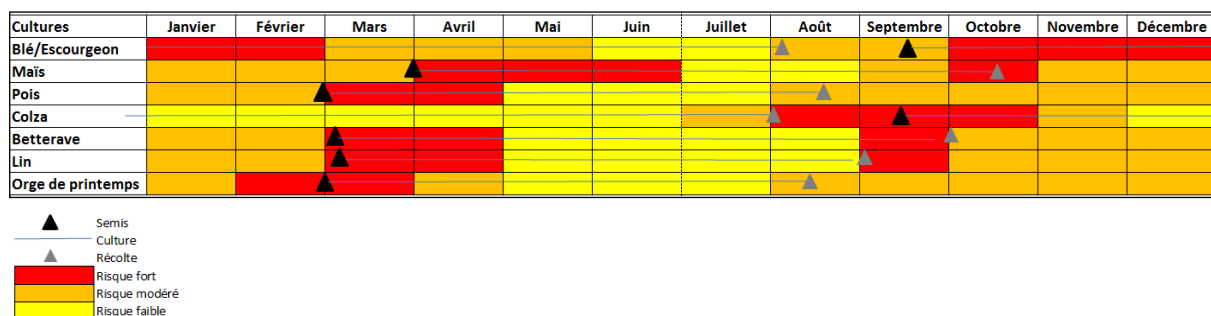 Cultures Janvier Février Mars Avril Mai Juin Juillet Août Septembre Octobre Novembre Décembre
Blé/Escourgeon
Maïs
Pois
Colza
Betterave
Lin
Orge de printemps
Semis
Culture
Récolte
Risque fort
Risque modéré
Risque faible